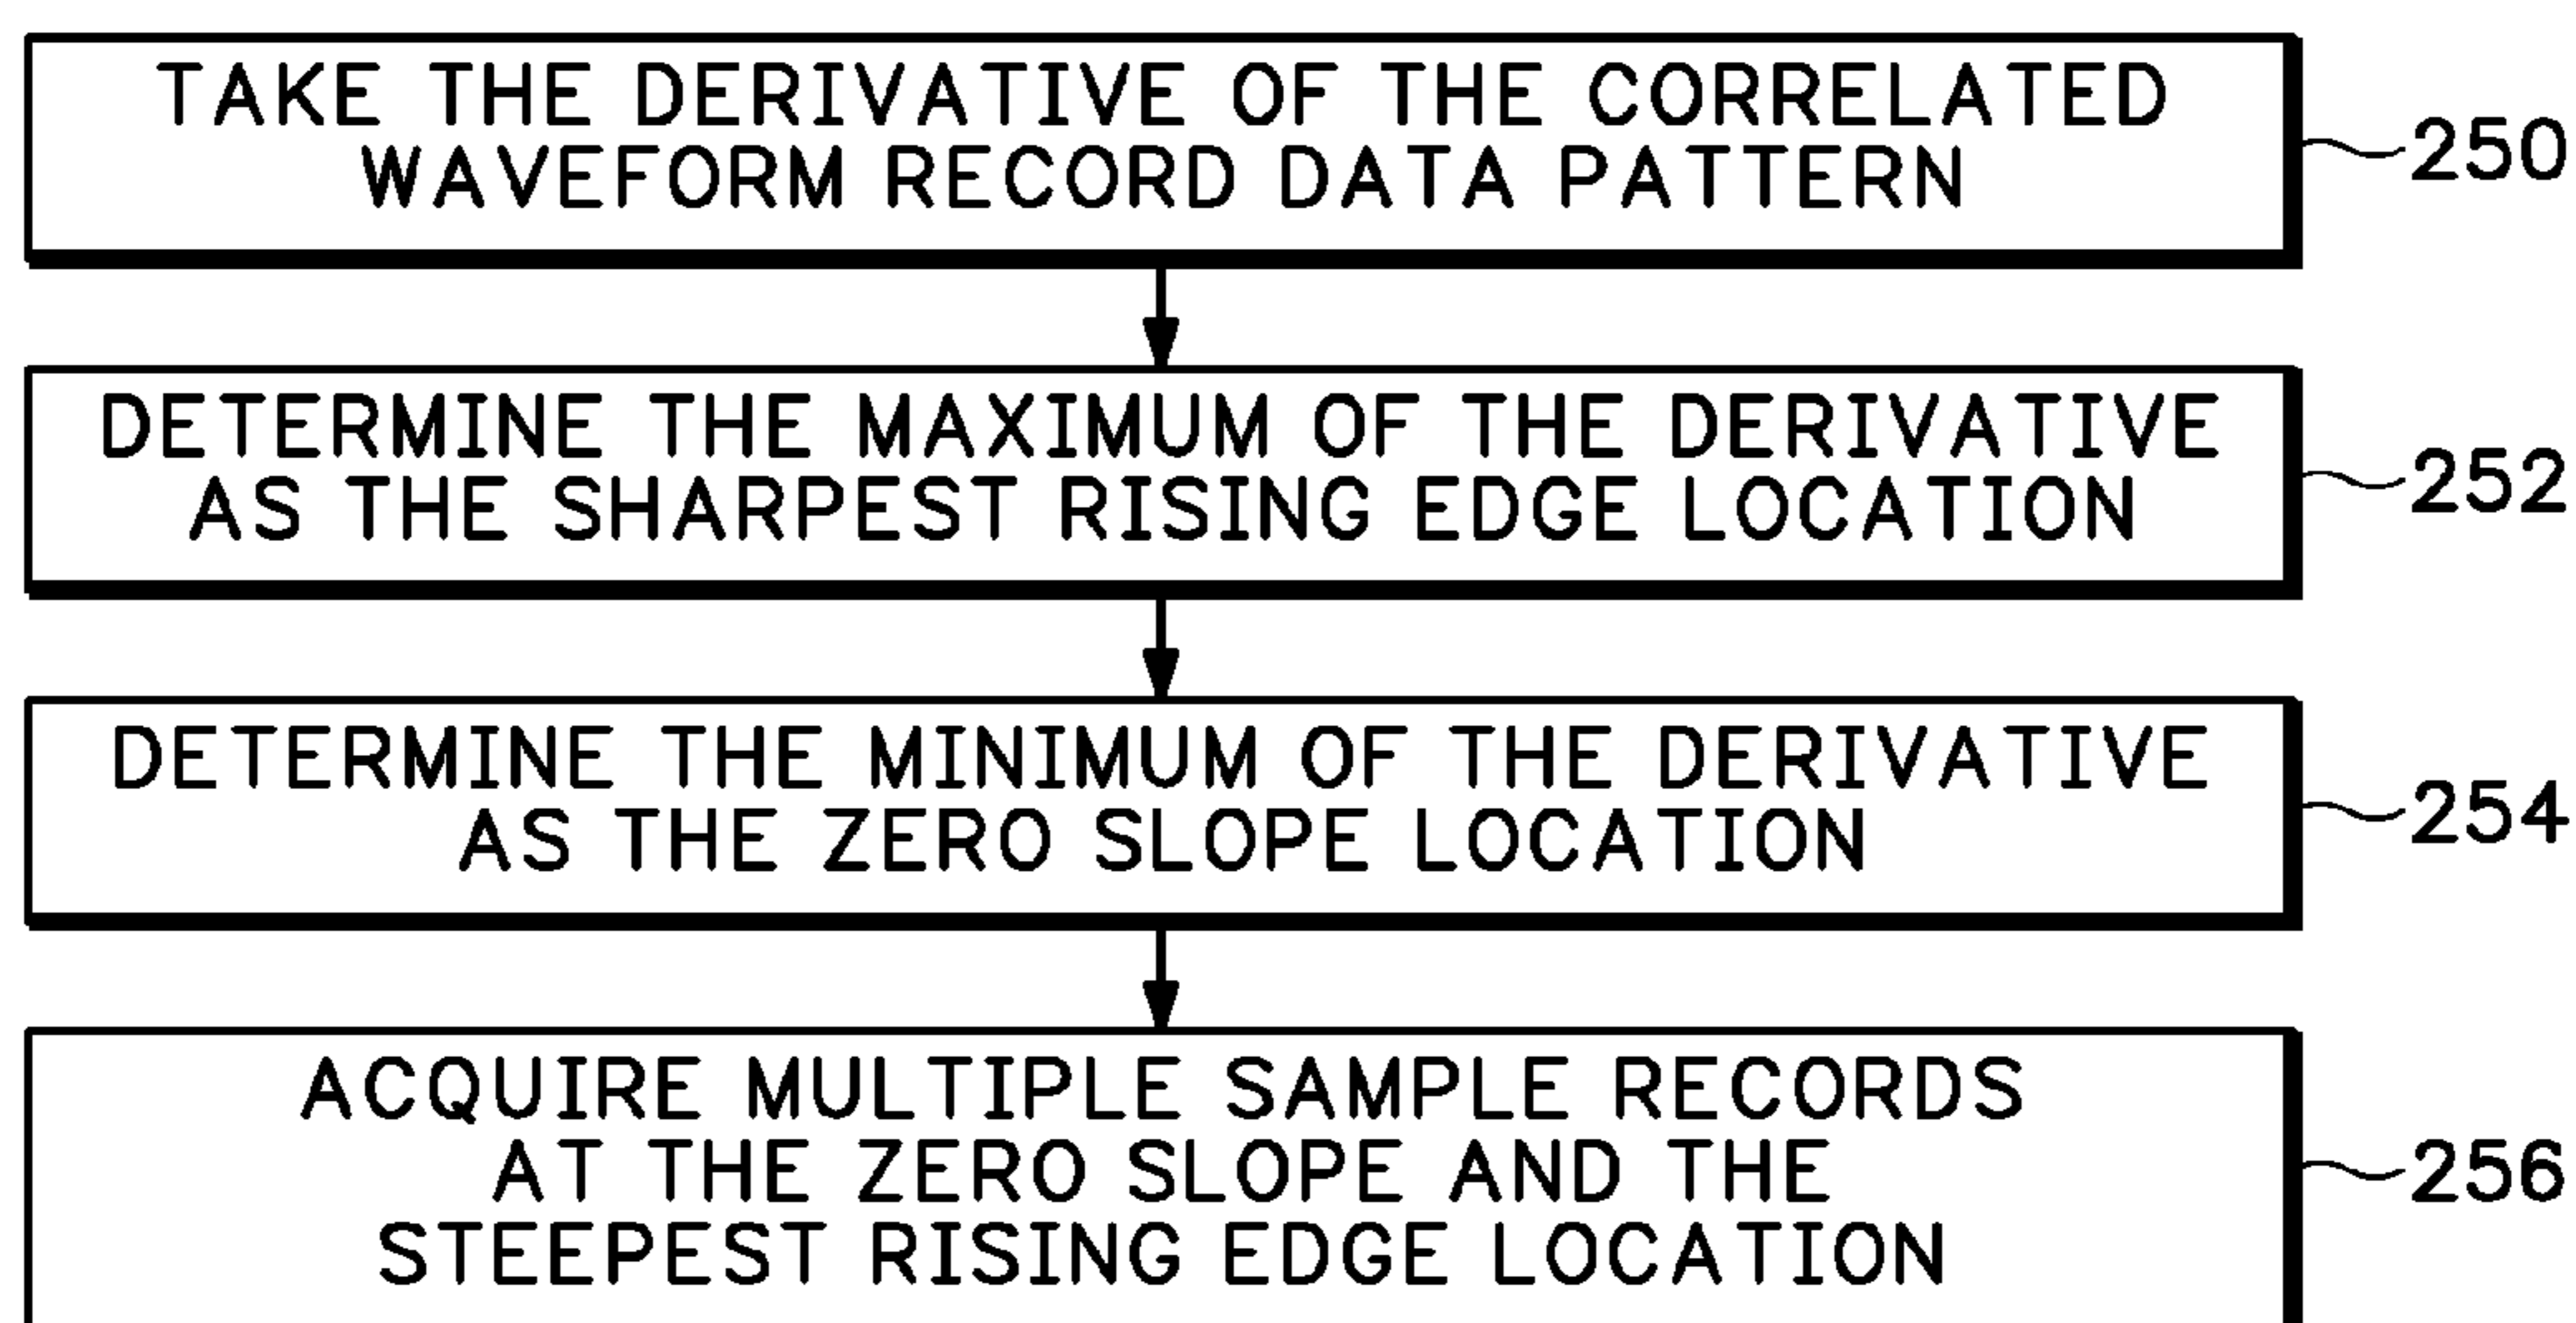 TAKE THE DERIVATIVE OF THE CORRELATED
WAVEFORM RECORD DATA PATTERN
250
DETERMINE THE MAXIMUM OF THE DERIVATIVE
AS THE SHARPEST RISING EDGE LOCATION
252
DETERMINE THE MINIMUM OF THE DERIVATIVE
AS THE ZERO SLOPE LOCATION
254
ACQUIRE MULTIPLE SAMPLE RECORDS
AT THE ZERO SLOPE AND THE
STEEPEST RISING EDGE LOCATION
256